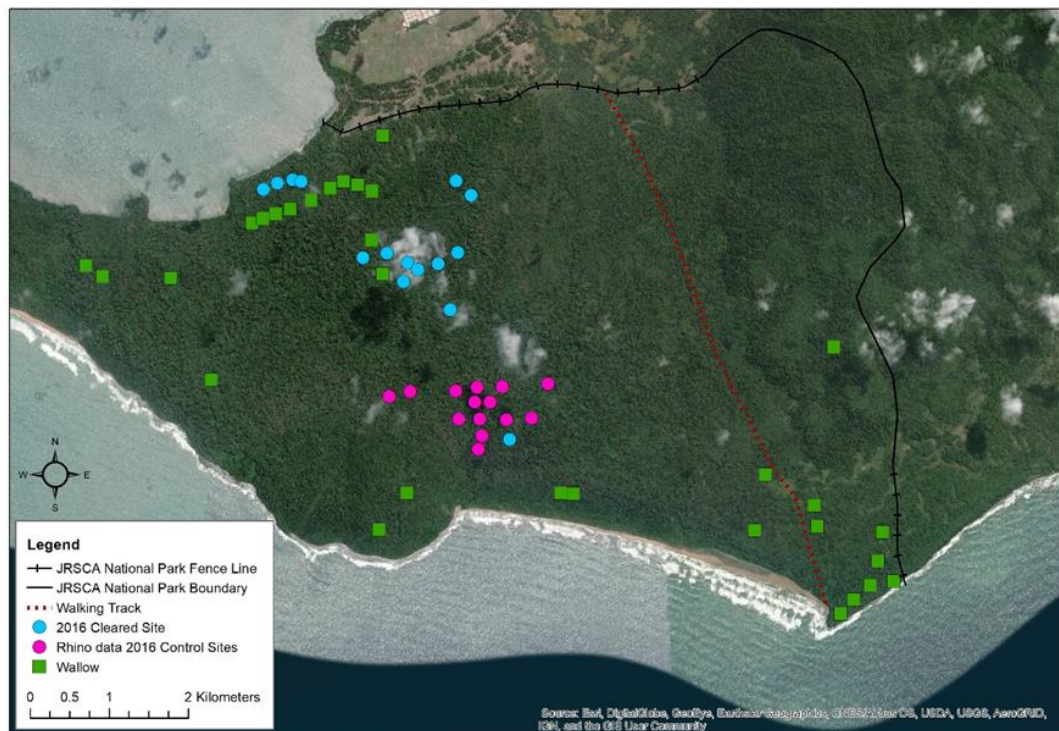 N
W E
S
Legend
JRSCA National Park Fence Line
JRSCA National Park Boundary
Walking Track
2016 Cleared Site
Rhino data 2016 Control Sites
Wallow
0 0.5 1 2 Kilometers
Source: Esri, DigitalGlobe, GeoEye, Earthstar Geographics, CNES/Airbus DS, USDA, USGS, AeroGRID,
IGN, and the GIS User Community